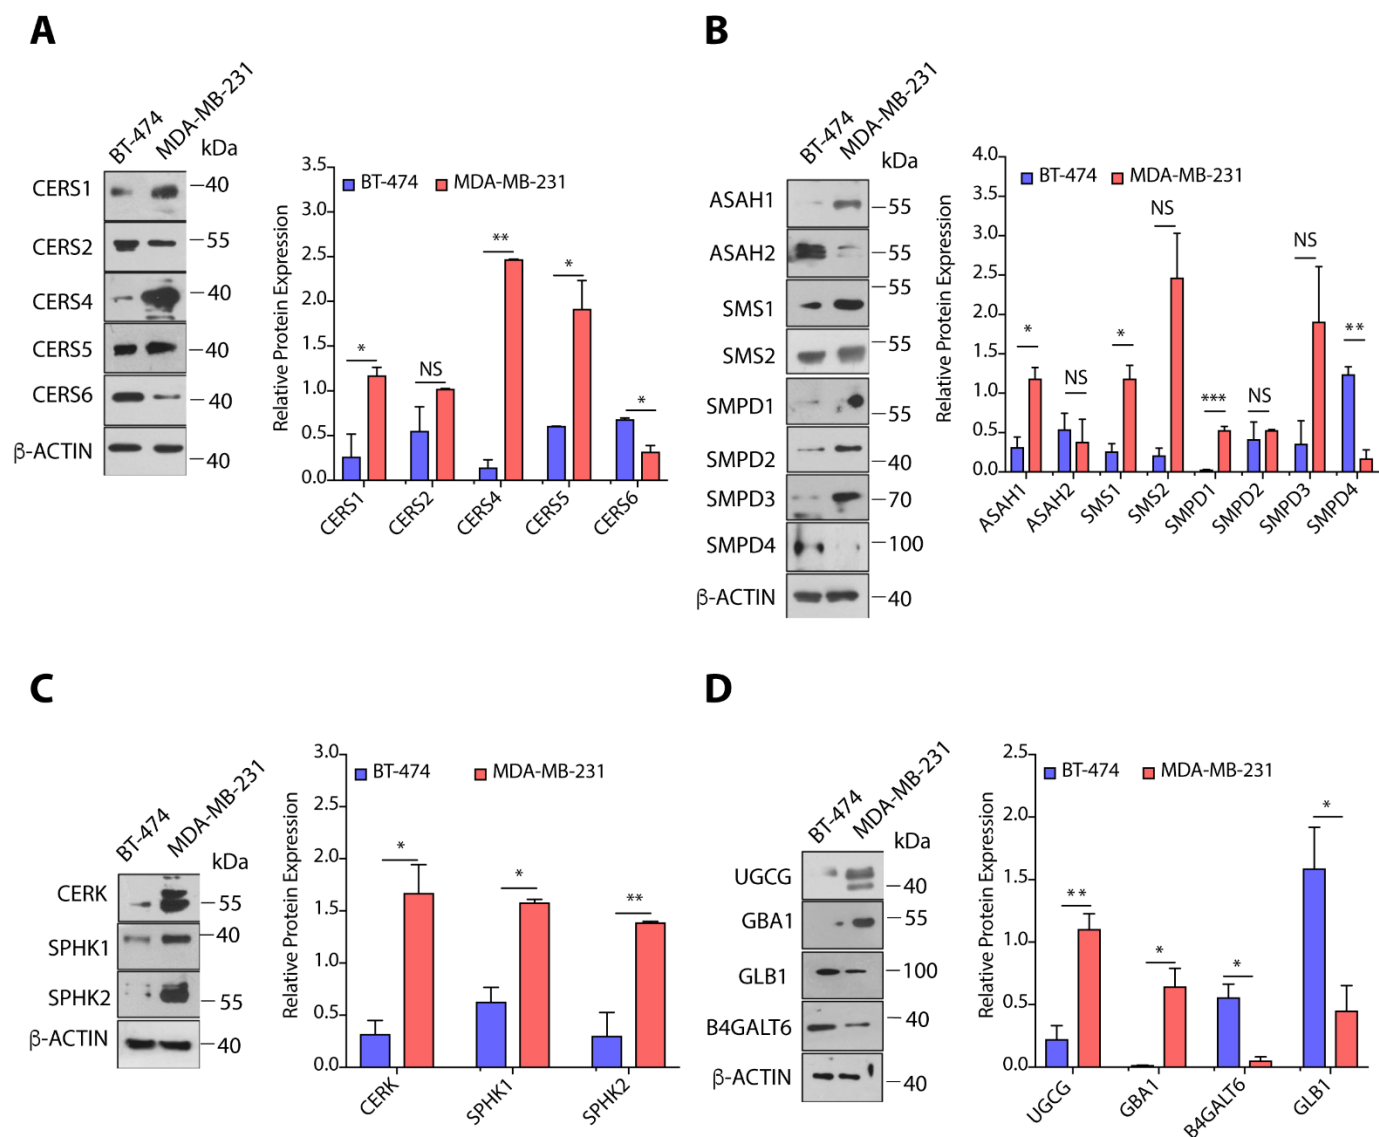 A
BT-474
MDA-MB-231
kDa
CERS1
40
CERS2
55
CERS4
40
CERS5
40
CERS6
40
β-ACTIN
40
Relative Protein Expression
3.5
3.0
2.5
2.0
1.5
1.0
0.5
0.0
BT-474
MDA-MB-231
*
NS
**
*
*
CERS1
CERS2
CERS4
CERS5
CERS6
B
BT-474
MDA-MB-231
kDa
ASAH1
55
ASAH2
55
55
SMS1
55
SMS2
SMPD1
55
SMPD2
40
SMPD3
70
SMPD4
100
β-ACTIN
40
Relative Protein Expression
4.0
3.5
3.0
2.5
2.0
1.5
1.0
0.5
0.0
BT-474
MDA-MB-231
*
NS
*
NS
***
NS
NS
**
ASAH1
ASAH2
SMS1
SMS2
SMPD1
SMPD2
SMPD3
SMPD4
C
BT-474
MDA-MB-231
kDa
CERK
55
SPHK1
40
SPHK2
55
β-ACTIN
40
Relative Protein Expression
3.0
2.5
2.0
1.5
1.0
0.5
0.0
BT-474
MDA-MB-231
*
*
**
CERK
SPHK1
SPHK2
D
BT-474
MDA-MB-231
kDa
UGCG
40
GBA1
55
GLB1
100
B4GALT6
40
β-ACTIN
40
Relative Protein Expression
2.5
2.0
1.5
1.0
0.5
0.0
BT-474
MDA-MB-231
**
*
*
*
UGCG
GBA1
B4GALT6
GLB1